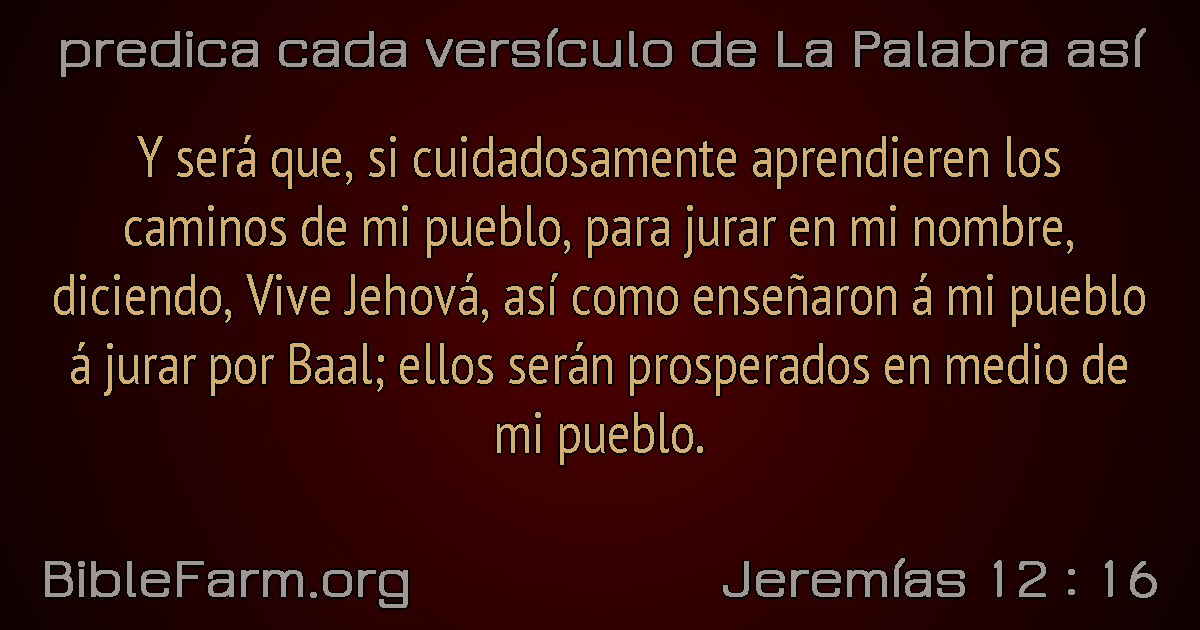 predica cada versículo de La Palabra así
Y será que, si cuidadosamente aprendieren los
caminos de mi pueblo, para jurar en mi nombre,
diciendo, Vive Jehová, así como enseñaron á mi pueblo
á jurar por Baal; ellos serán prosperados en medio de
mi pueblo.
BibleFarm.org
Jeremías 12 : 16